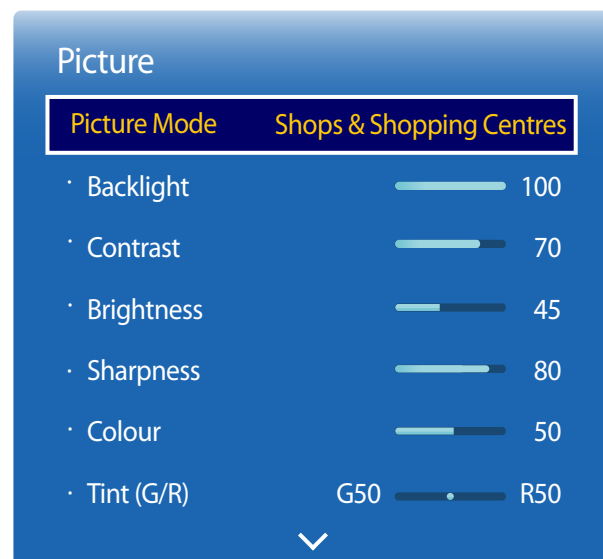 Picture
Picture Mode Shops & Shopping Centres
· Backlight 100
· Contrast 70
· Brightness 45
· Sharpness 80
· Colour 50
· Tint (G/R) G50 R50